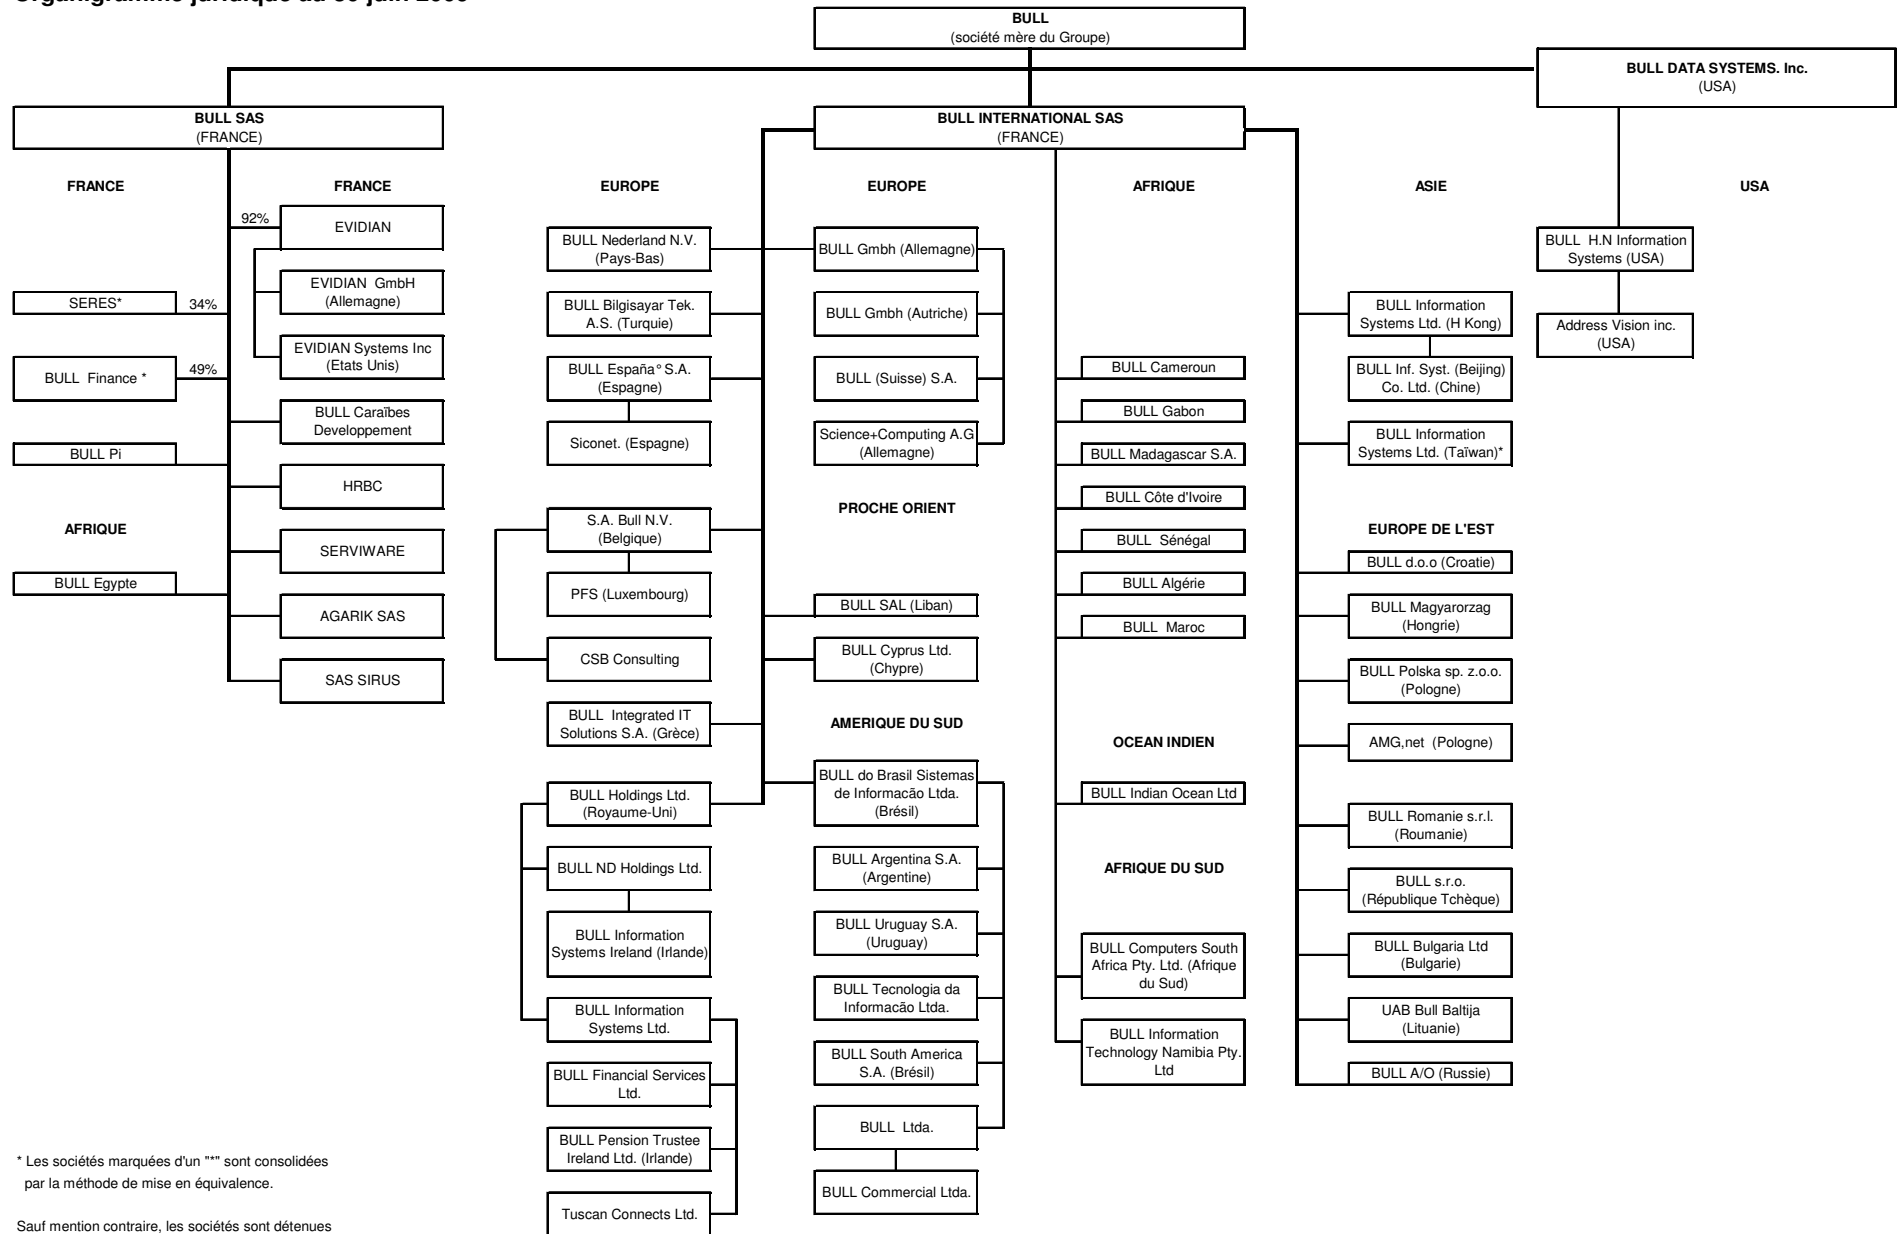 BULL
(société mère du Groupe)
BULL DATA SYSTEMS. Inc.
(USA)
BULL SAS
(FRANCE)
BULL INTERNATIONAL SAS
(FRANCE)
FRANCE
FRANCE
EUROPE
EUROPE
AFRIQUE
ASIE
USA
SERES*
34%
BULL Finance *
49%
BULL Pi
AFRIQUE
BULL Egypte
92%
EVIDIAN
EVIDIAN GmbH
(Allemagne)
EVIDIAN Systems Inc
(Etats Unis)
BULL Caraïbes
Developpement
HRBC
SERVIWARE
AGARIK SAS
SAS SIRUS
BULL Nederland N.V.
(Pays-Bas)
BULL Bilgisayar Tek.
A.S. (Turquie)
BULL España° S.A.
(Espagne)
Siconet. (Espagne)
S.A. Bull N.V.
(Belgique)
PFS (Luxembourg)
CSB Consulting
BULL Integrated IT
Solutions S.A. (Grèce)
BULL Holdings Ltd.
(Royaume-Uni)
BULL ND Holdings Ltd.
BULL Information
Systems Ireland (Irlande)
BULL Information
Systems Ltd.
BULL Financial Services
Ltd.
BULL Pension Trustee
Ireland Ltd. (Irlande)
Tuscan Connects Ltd.
BULL Gmbh (Allemagne)
BULL Gmbh (Autriche)
BULL (Suisse) S.A.
Science+Computing A.G
(Allemagne)
PROCHE ORIENT
BULL SAL (Liban)
BULL Cyprus Ltd.
(Chypre)
AMERIQUE DU SUD
BULL do Brasil Sistemas
de Informacão Ltda.
(Brésil)
BULL Argentina S.A.
(Argentine)
BULL Uruguay S.A.
(Uruguay)
BULL Tecnologia da
Informacão Ltda.
BULL South America
S.A. (Brésil)
BULL Ltda.
BULL Commercial Ltda.
BULL Cameroun
BULL Gabon
BULL Madagascar S.A.
BULL Côte d'Ivoire
BULL Sénégal
BULL Algérie
BULL Maroc
OCEAN INDIEN
BULL Indian Ocean Ltd
AFRIQUE DU SUD
BULL Computers South
Africa Pty. Ltd. (Afrique
du Sud)
BULL Information
Technology Namibia Pty.
Ltd
BULL Information
Systems Ltd. (H Kong)
BULL Inf. Syst. (Beijing)
Co. Ltd. (Chine)
BULL Information
Systems Ltd. (Taïwan)*
EUROPE DE L'EST
BULL d.o.o (Croatie)
BULL Magyarorzag
(Hongrie)
BULL Polska sp. z.o.o.
(Pologne)
AMG,net (Pologne)
BULL Romanie s.r.l.
(Roumanie)
BULL s.r.o.
(République Tchèque)
BULL Bulgaria Ltd
(Bulgarie)
UAB Bull Baltija
(Lituanie)
BULL A/O (Russie)
BULL H.N Information
Systems (USA)
Address Vision inc.
(USA)
* Les sociétés marquées d'un "*" sont consolidées
par la méthode de mise en équivalence.
Sauf mention contraire, les sociétés sont détenues